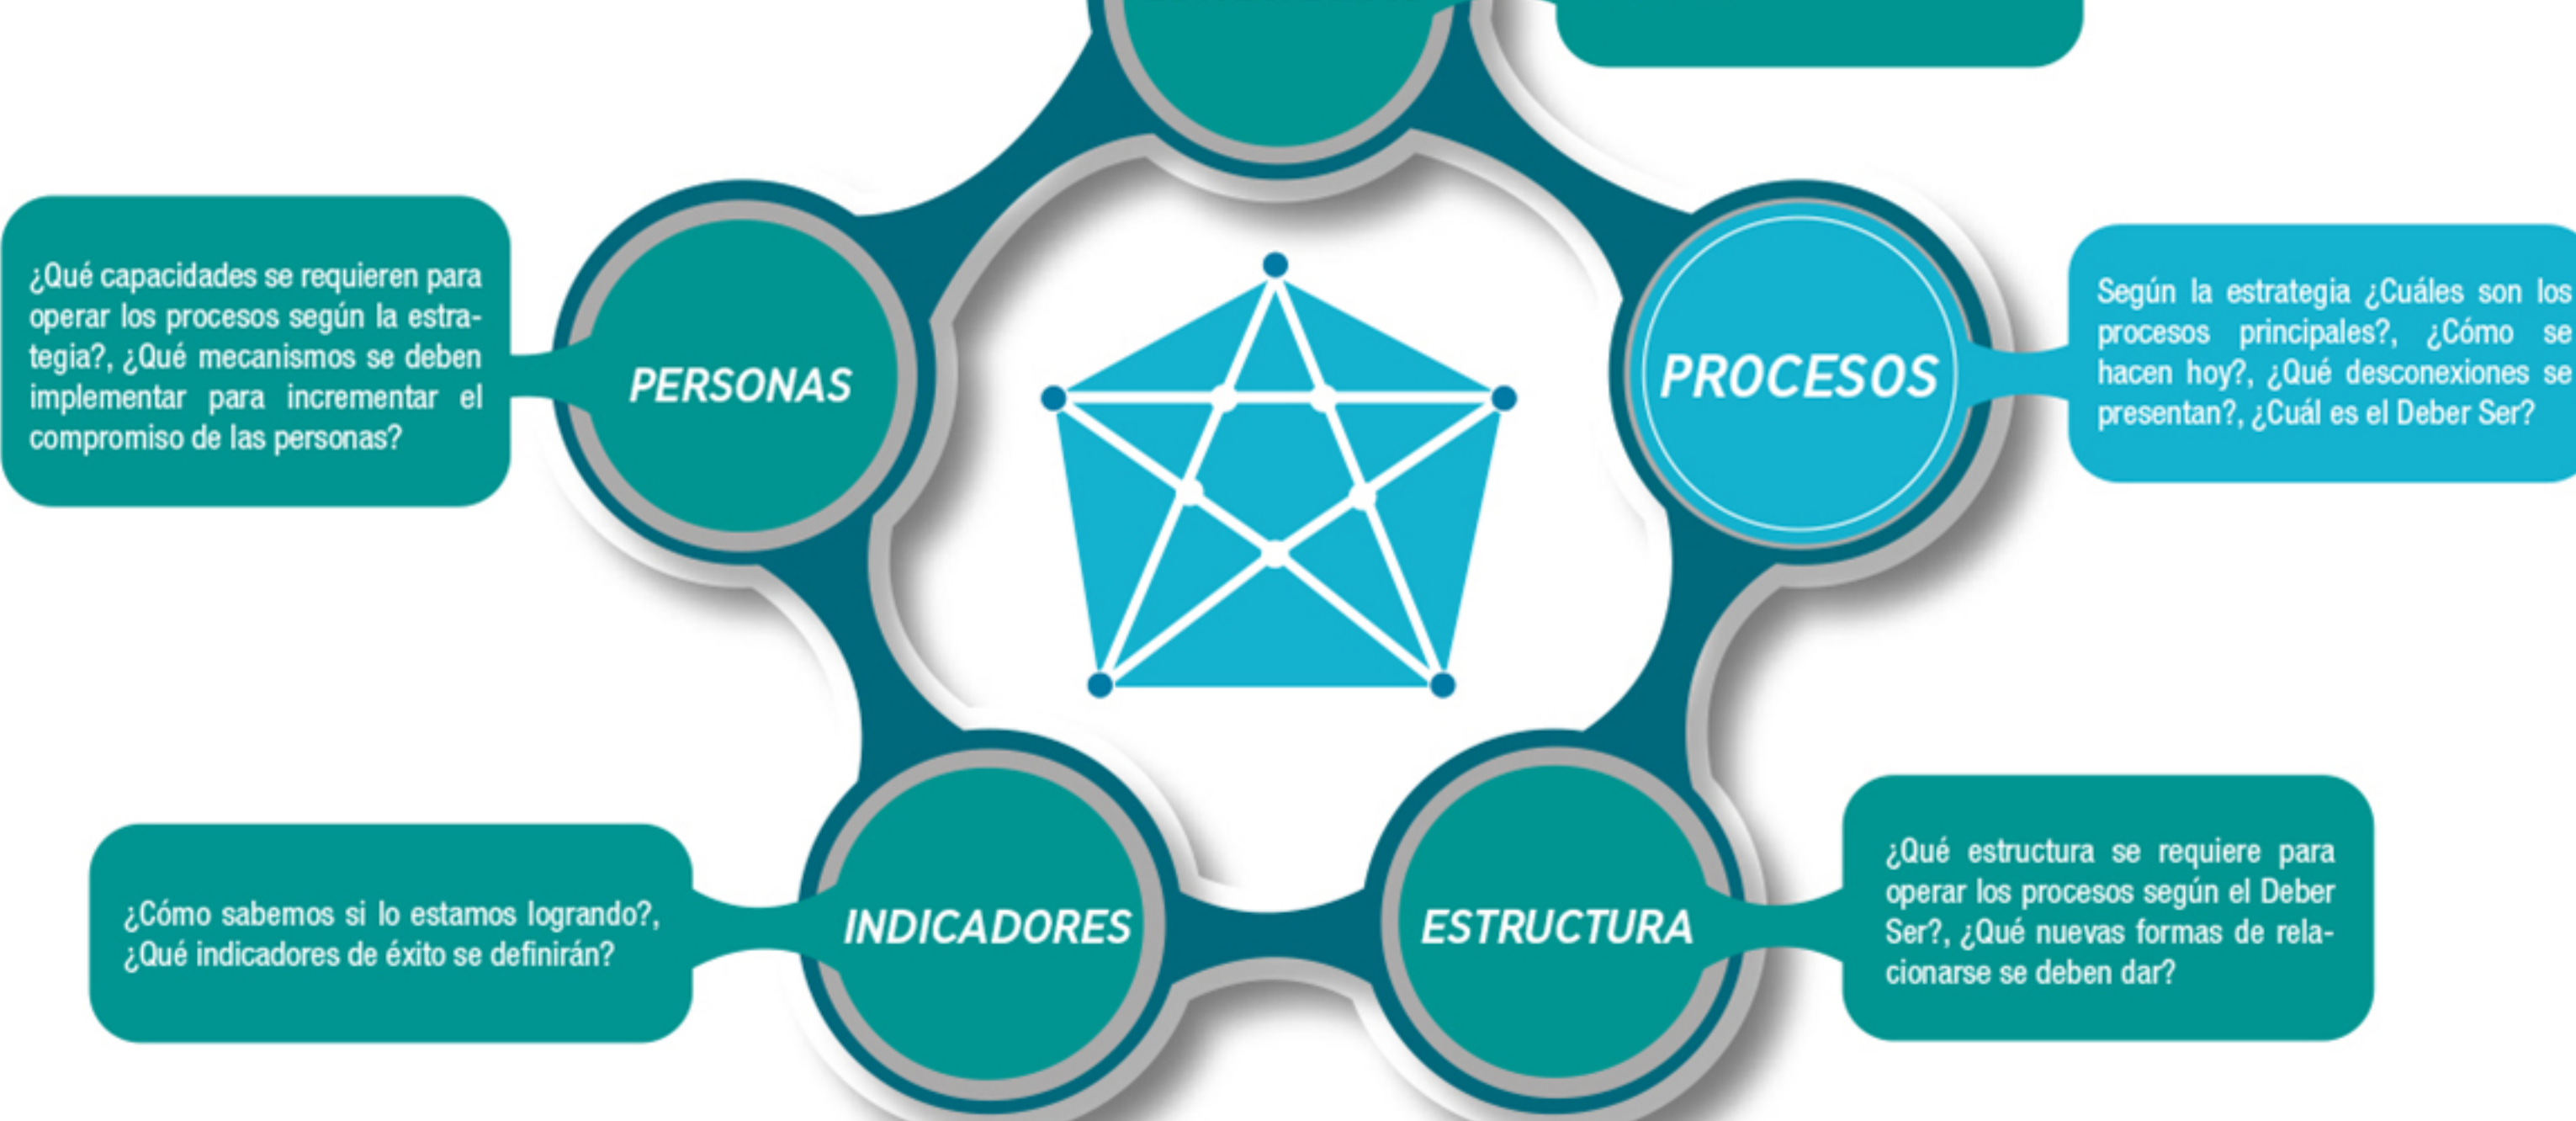 ¿Qué capacidades se requieren para
operar los procesos según la estra-
tegia?, ¿Qué mecanismos se deben
implementar para incrementar el
compromiso de las personas?
PERSONAS
PROCESOS
Según la estrategia ¿Cuáles son los
procesos principales?, ¿Cómo se
hacen hoy?, ¿Qué desconexiones se
presentan?, ¿Cuál es el Deber Ser?
¿Cómo sabemos si lo estamos logrando?,
¿Qué indicadores de éxito se definirán?
INDICADORES
ESTRUCTURA
¿Qué estructura se requiere para
operar los procesos según el Deber
Ser?, ¿Qué nuevas formas de rela-
cionarse se deben dar?